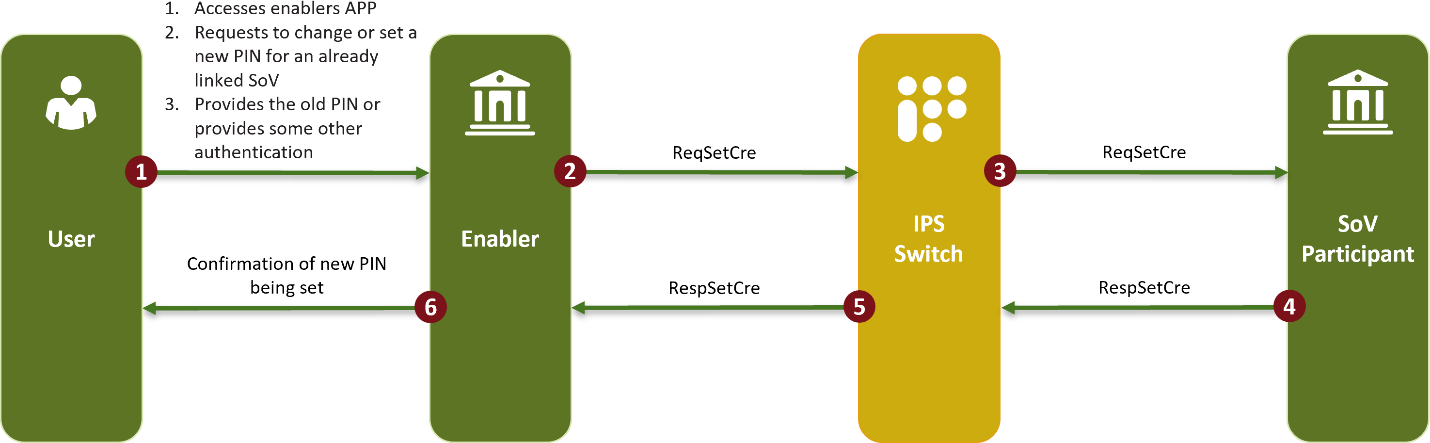 1. Accesses enablers APP
2. Requests to change or set a
new PIN for an already
linked SoV
3. Provides the old PIN or
provides some other
authentication
1
2
ReqSetCre
3
ReqSetCre
User
Enabler
IPS
Switch
SoV
Participant
Confirmation of new PIN
being set
6
RespSetCre
5
RespSetCre
4